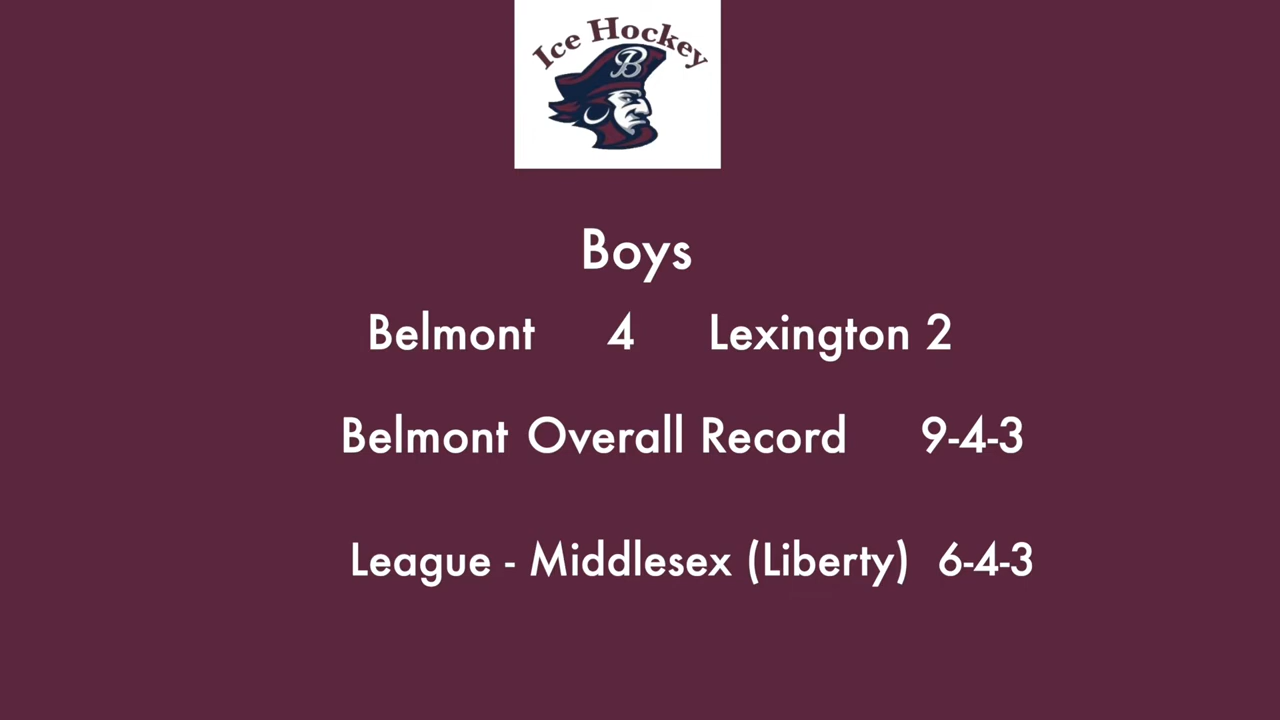 Ice Hockey
B
Boys
Belmont 4 Lexington 2
Belmont Overall Record 9-4-3
League - Middlesex (Liberty) 6-4-3